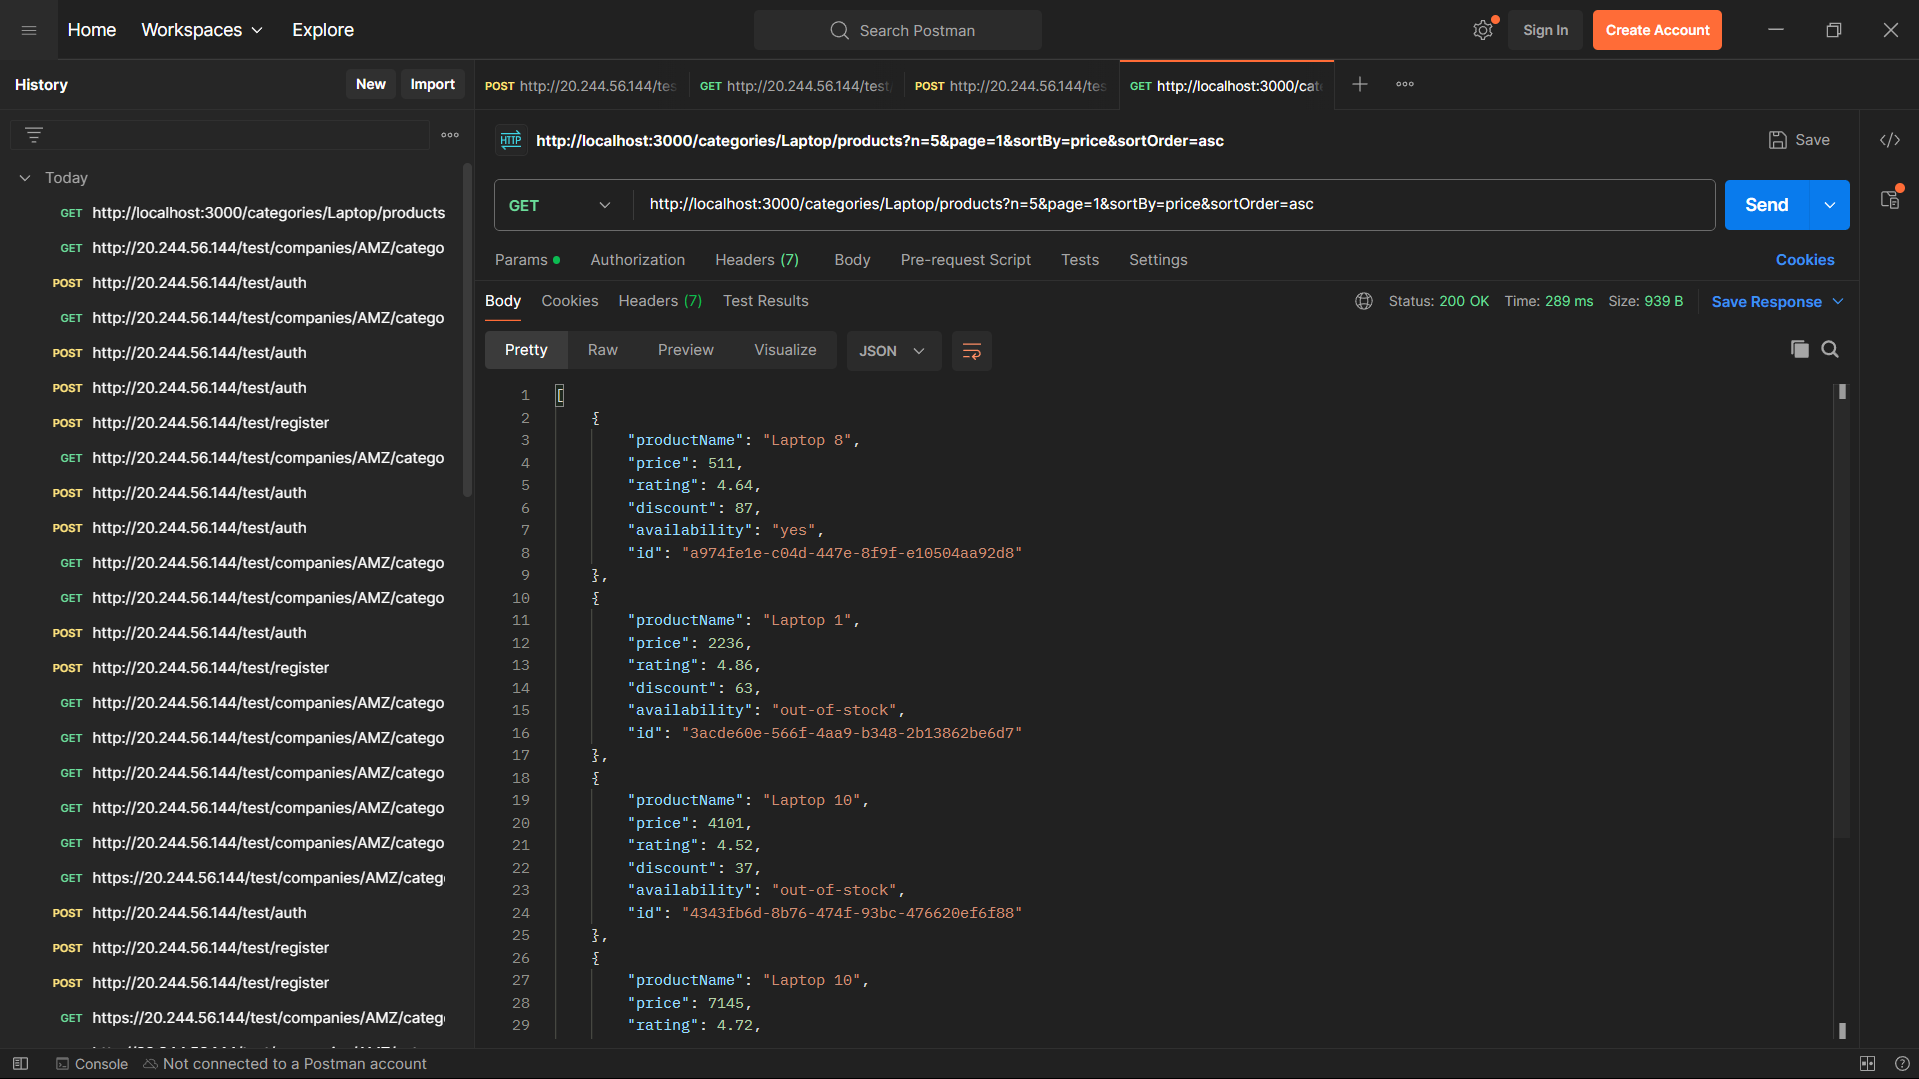 Home
Workspaces
Explore
Search Postman
Sign In
Create Account
History
New
Import
POST http://20.244.56.144/tes
GET http://20.244.56.144/test
POST http://20.244.56.144/tes
GET http://localhost:3000/cat
HTTP
http://localhost:3000/categories/Laptop/products?n=5&page=1&sortBy=price&sortOrder=asc
Save
</>
Today
GET http://localhost:3000/categories/Laptop/products
GET http://20.244.56.144/test/companies/AMZ/catego
POST http://20.244.56.144/test/auth
GET http://20.244.56.144/test/companies/AMZ/catego
POST http://20.244.56.144/test/auth
POST http://20.244.56.144/test/auth
POST http://20.244.56.144/test/register
GET http://20.244.56.144/test/companies/AMZ/catego
POST http://20.244.56.144/test/auth
POST http://20.244.56.144/test/auth
GET http://20.244.56.144/test/companies/AMZ/catego
GET http://20.244.56.144/test/companies/AMZ/catego
POST http://20.244.56.144/test/auth
POST http://20.244.56.144/test/register
GET http://20.244.56.144/test/companies/AMZ/catego
GET http://20.244.56.144/test/companies/AMZ/catego
GET http://20.244.56.144/test/companies/AMZ/catego
GET http://20.244.56.144/test/companies/AMZ/catego
GET http://20.244.56.144/test/companies/AMZ/catego
GET https://20.244.56.144/test/companies/AMZ/categ
POST http://20.244.56.144/test/auth
POST http://20.244.56.144/test/register
POST http://20.244.56.144/test/register
GET https://20.244.56.144/test/companies/AMZ/categ
GET
http://localhost:3000/categories/Laptop/products?n=5&page=1&sortBy=price&sortOrder=asc
Send
Params
Authorization
Headers (7)
Body
Pre-request Script
Tests
Settings
Cookies
Body
Cookies
Headers (7)
Test Results
Status: 200 OK
Time: 289 ms
Size: 939 B
Save Response
Pretty
Raw
Preview
Visualize
JSON
1 [
2 {
3 "productName": "Laptop 8",
4 "price": 511,
5 "rating": 4.64,
6 "discount": 87,
7 "availability": "yes",
8 "id": "a974fe1e-c04d-447e-8f9f-e10504aa92d8"
9 },
10 {
11 "productName": "Laptop 1",
12 "price": 2236,
13 "rating": 4.86,
14 "discount": 63,
15 "availability": "out-of-stock",
16 "id": "3acde60e-566f-4aa9-b348-2b13862be6d7"
17 },
18 {
19 "productName": "Laptop 10",
20 "price": 4101,
21 "rating": 4.52,
22 "discount": 37,
23 "availability": "out-of-stock",
24 "id": "4343fb6d-8b76-474f-93bc-476620ef6f88"
25 },
26 {
27 "productName": "Laptop 10",
28 "price": 7145,
29 "rating": 4.72,
Console
Not connected to a Postman account